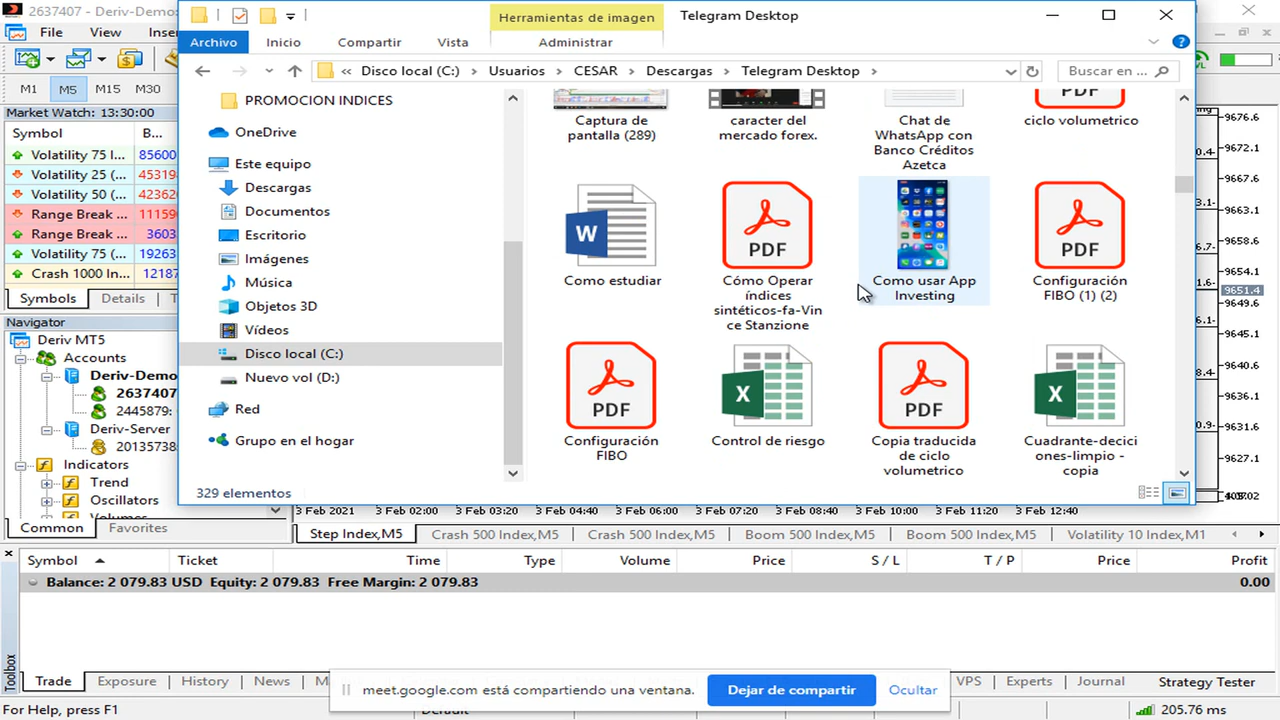 2637407 - Deriv-Demo:
File View Inser
M1 M5 M15 M30
Market Watch: 13:30:00
Symbol B...
Volatility 75 I... 85600
Volatility 25 (... 45319
Volatility 50 (... 42362
Range Break ... 11159
Range Break ... 3603
Volatility 75 (... 19263
Crash 1000 In... 12187
Symbols Details T
Navigator
Deriv MT5
Accounts
Deriv-Demo
2637407
2445879:
Deriv-Server
20135738
Indicators
Trend
Oscillators
Volumes
Common Favorites
Herramientas de imagen
Telegram Desktop
Archivo Inicio Compartir Vista Administrar
« Disco local (C:) Usuarios CESAR Descargas Telegram Desktop
Buscar en ...
PROMOCION INDICES
OneDrive
Este equipo
Descargas
Documentos
Escritorio
Imágenes
Música
Objetos 3D
Vídeos
Disco local (C:)
Nuevo vol (D:)
Red
Grupo en el hogar
329 elementos
Captura de
pantalla (289)
caracter del
mercado forex.
Chat de
WhatsApp con
Banco Créditos
Azetca
ciclo volumetrico
W
Como estudiar
PDF
Cómo Operar
índices
sintéticos-fa-Vin
ce Stanzione
Como usar App
Investing
PDF
Configuración
FIBO (1) (2)
PDF
Configuración
FIBO
X
Control de riesgo
PDF
Copia traducida
de ciclo
volumetrico
X
Cuadrante-decici
ones-limpio -
copia
9676.6
9672.1
9667.6
9663.1
9658.6
9654.1
9651.4
9649.6
9645.1
9640.6
9636.1
9631.6
9627.1
3 Feb 2021 3 Feb 02:00 3 Feb 03:20 3 Feb 04:40 3 Feb 06:00 3 Feb 07:20 3 Feb 08:40 3 Feb 10:00 3 Feb 11:20 3 Feb 12:40
Step Index,M5 Crash 500 Index,M5 Crash 500 Index,M5 Boom 500 Index,M5 Boom 500 Index,M5 Volatility 10 Index,M1
Symbol Ticket Time Type Volume Price S / L T / P Price Profit
Balance: 2 079.83 USD Equity: 2 079.83 Free Margin: 2 079.83 0.00
Toolbox
Trade Exposure History News M VPS Experts Journal Strategy Tester
meet.google.com está compartiendo una ventana. Dejar de compartir Ocultar
For Help, press F1 Default 205.76 ms